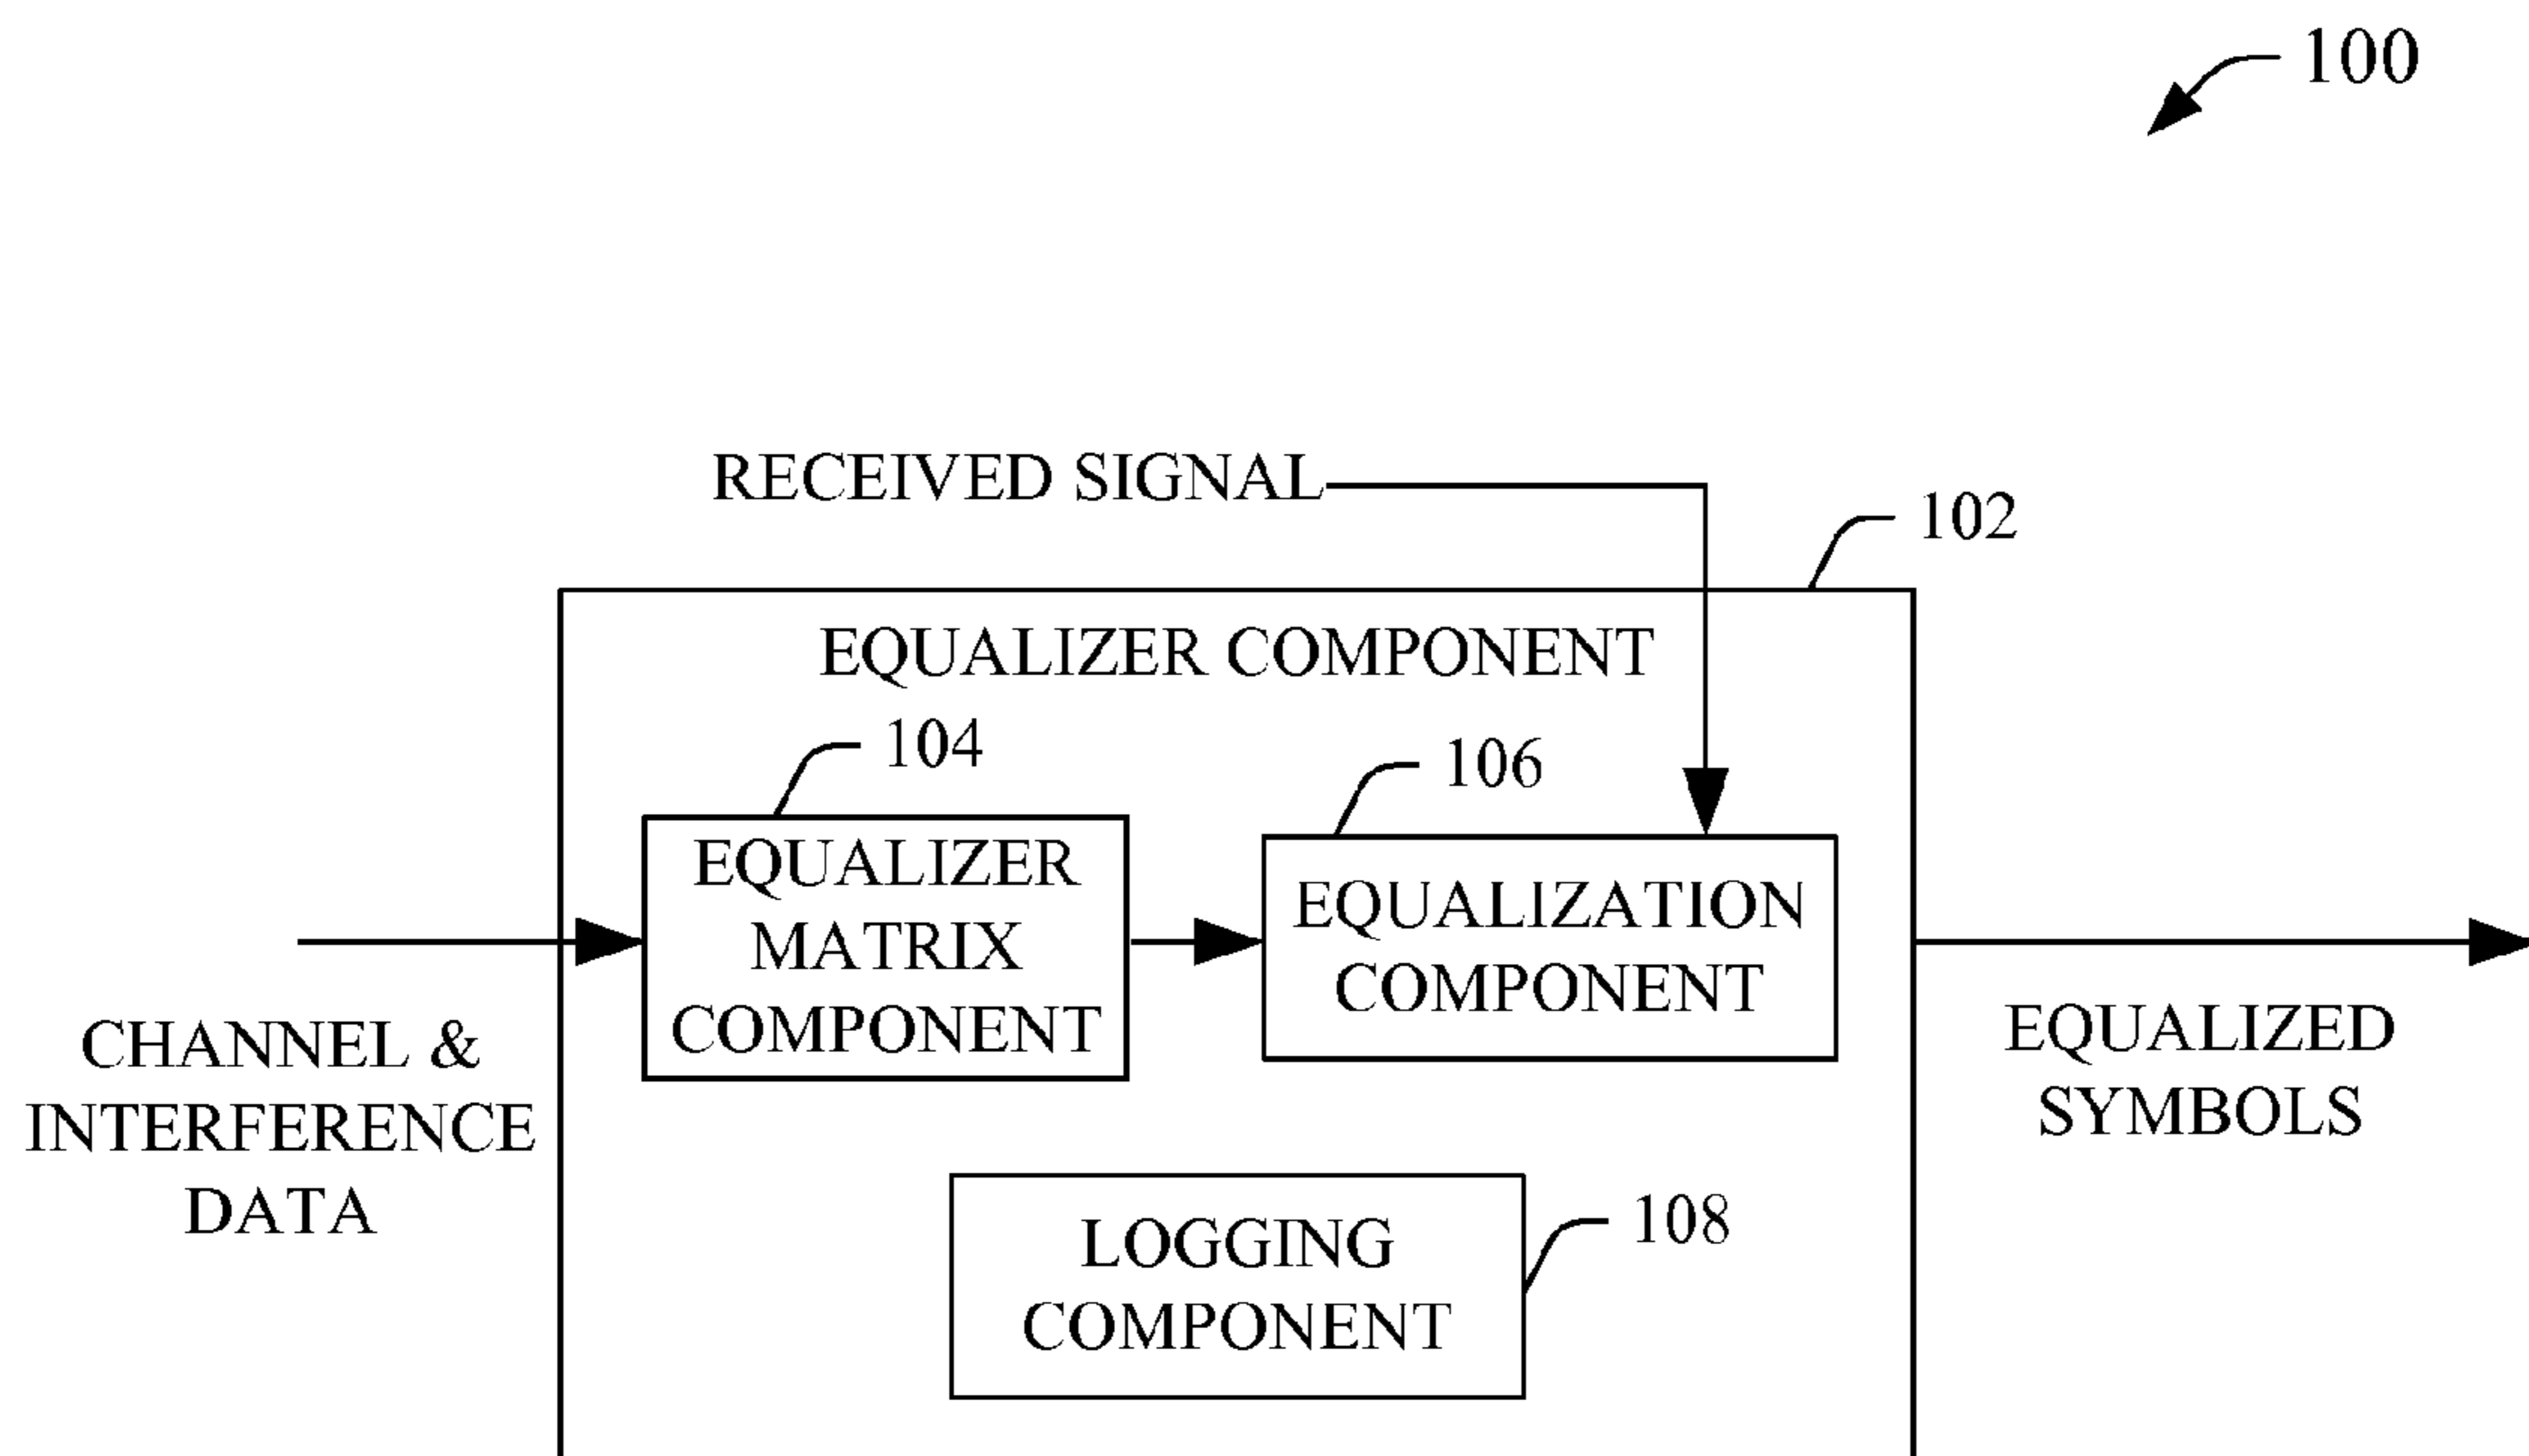 100
RECEIVED SIGNAL
102
EQUALIZER COMPONENT
104
106
EQUALIZER
MATRIX
COMPONENT
EQUALIZATION
COMPONENT
CHANNEL &
INTERFERENCE
DATA
EQUALIZED
SYMBOLS
LOGGING
COMPONENT
108